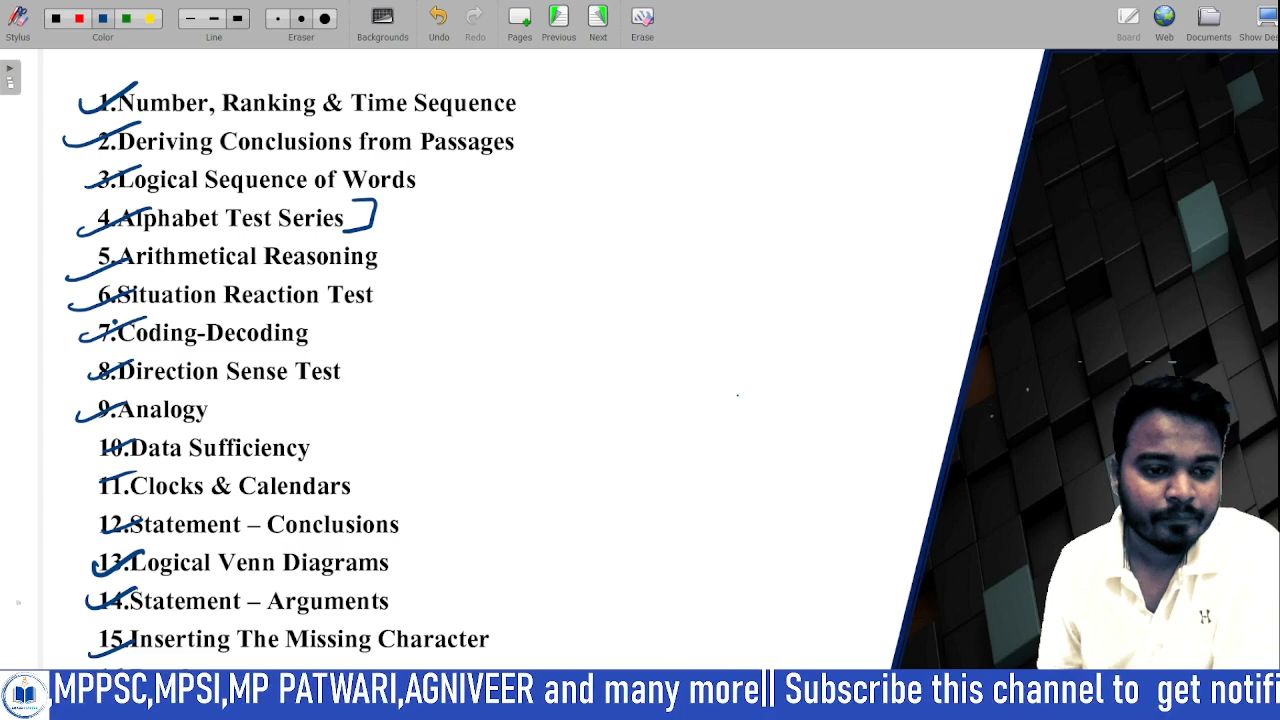 Stylus
Color
Line
Eraser
Backgrounds
Undo
Redo
Pages
Previous
Next
Erase
Board
Web
Documents
Show Des
1.Number, Ranking & Time Sequence
2.Deriving Conclusions from Passages
3.Logical Sequence of Words
4.Alphabet Test Series
5.Arithmetical Reasoning
6.Situation Reaction Test
7.Coding-Decoding
8.Direction Sense Test
9.Analogy
10.Data Sufficiency
11.Clocks & Calendars
12.Statement – Conclusions
13.Logical Venn Diagrams
14.Statement – Arguments
15.Inserting The Missing Character
H
,MPPSC,MPSI,MP PATWARI,AGNIVEER and many more|| Subscribe this channel to get notifi